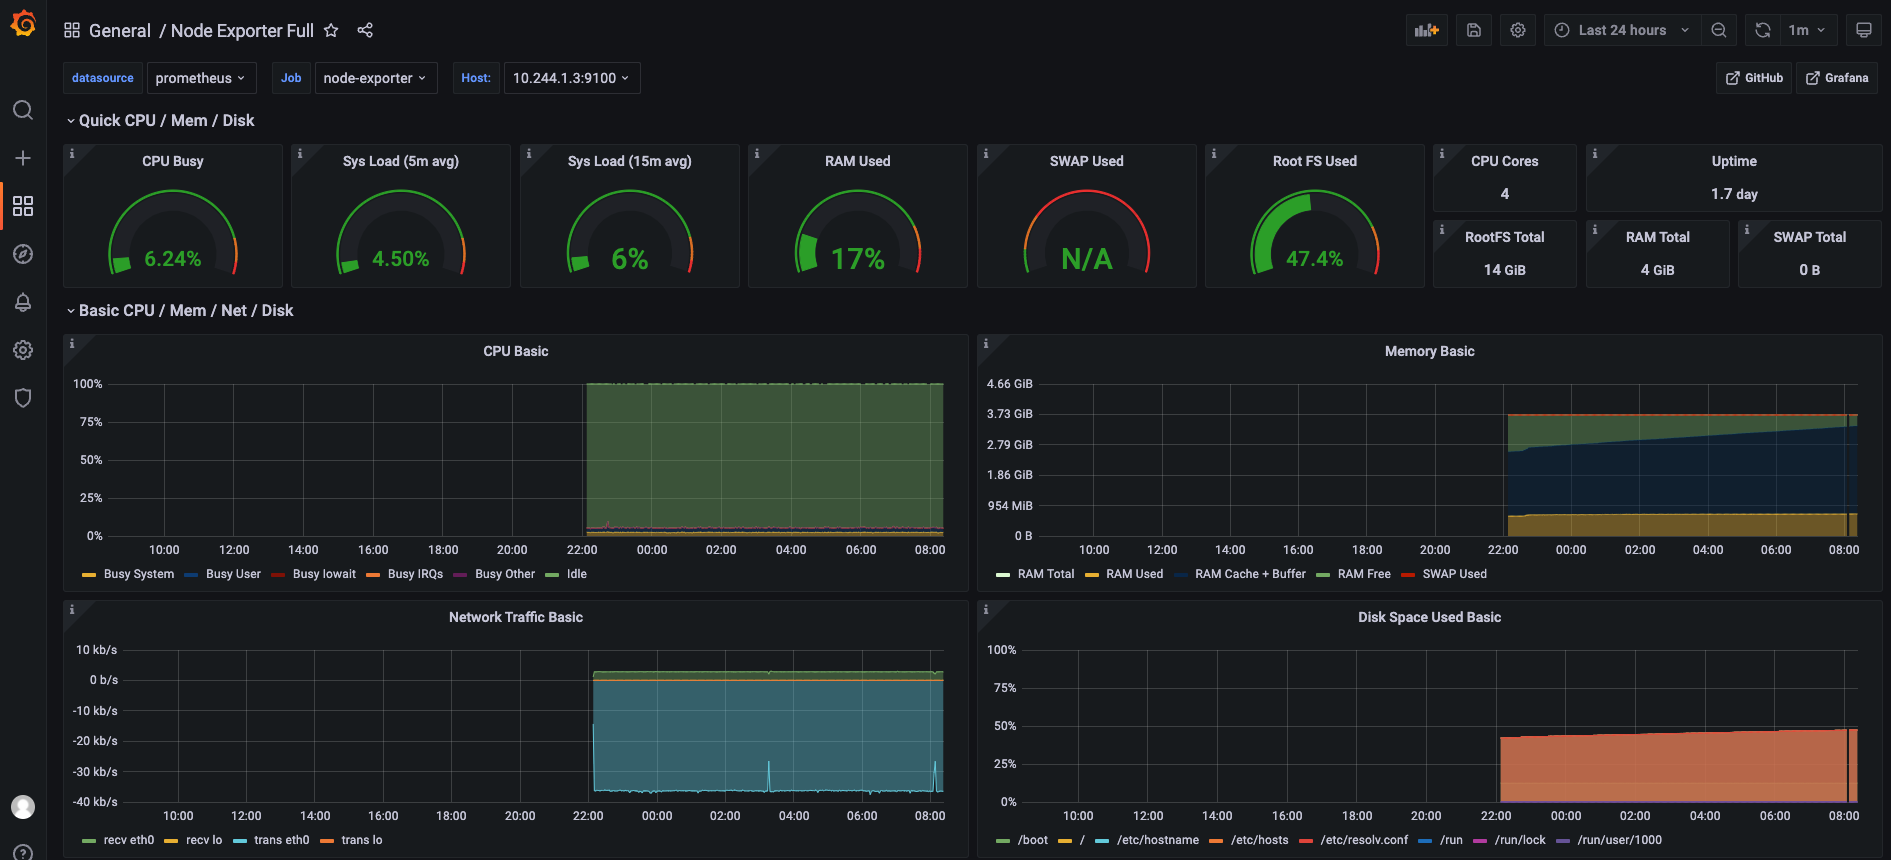 General / Node Exporter Full
Last 24 hours
1m
datasource prometheus Job node-exporter Host: 10.244.1.3:9100
GitHub Grafana
Quick CPU / Mem / Disk
CPU Busy
6.24%
Sys Load (5m avg)
4.50%
Sys Load (15m avg)
6%
RAM Used
17%
SWAP Used
N/A
Root FS Used
47.4%
CPU Cores
4
Uptime
1.7 day
RootFS Total
14 GiB
RAM Total
4 GiB
SWAP Total
0 B
Basic CPU / Mem / Net / Disk
CPU Basic
100%
75%
50%
25%
0%
10:00 12:00 14:00 16:00 18:00 20:00 22:00 00:00 02:00 04:00 06:00 08:00
Busy System Busy User Busy Iowait Busy IRQs Busy Other Idle
Memory Basic
4.66 GiB
3.73 GiB
2.79 GiB
1.86 GiB
954 MiB
0 B
10:00 12:00 14:00 16:00 18:00 20:00 22:00 00:00 02:00 04:00 06:00 08:00
RAM Total RAM Used RAM Cache + Buffer RAM Free SWAP Used
Network Traffic Basic
10 kb/s
0 b/s
-10 kb/s
-20 kb/s
-30 kb/s
-40 kb/s
10:00 12:00 14:00 16:00 18:00 20:00 22:00 00:00 02:00 04:00 06:00 08:00
recv eth0 recv lo trans eth0 trans lo
Disk Space Used Basic
100%
75%
50%
25%
0%
10:00 12:00 14:00 16:00 18:00 20:00 22:00 00:00 02:00 04:00 06:00 08:00
/boot / /etc/hostname /etc/hosts /etc/resolv.conf /run /run/lock /run/user/1000